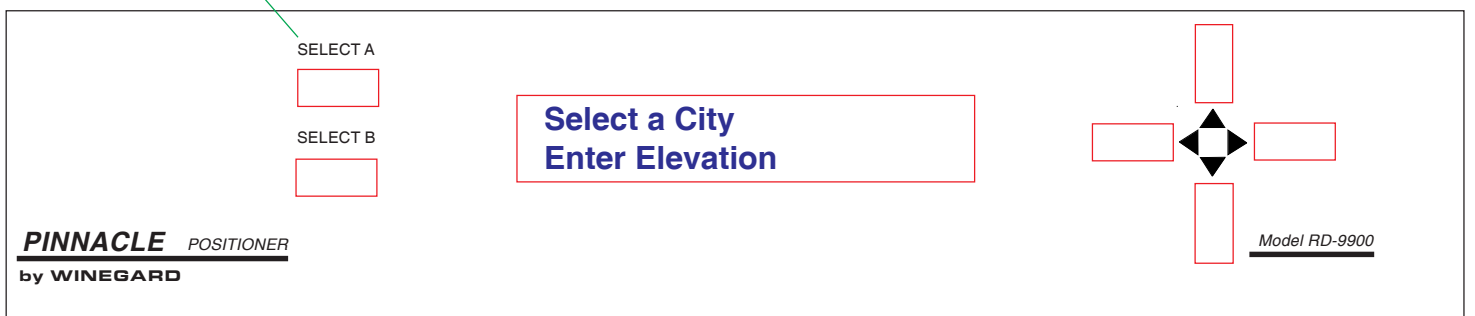 SELECT A
SELECT B
Select a City
Enter Elevation
PINNACLE POSITIONER
by WINEGARD
Model RD-9900